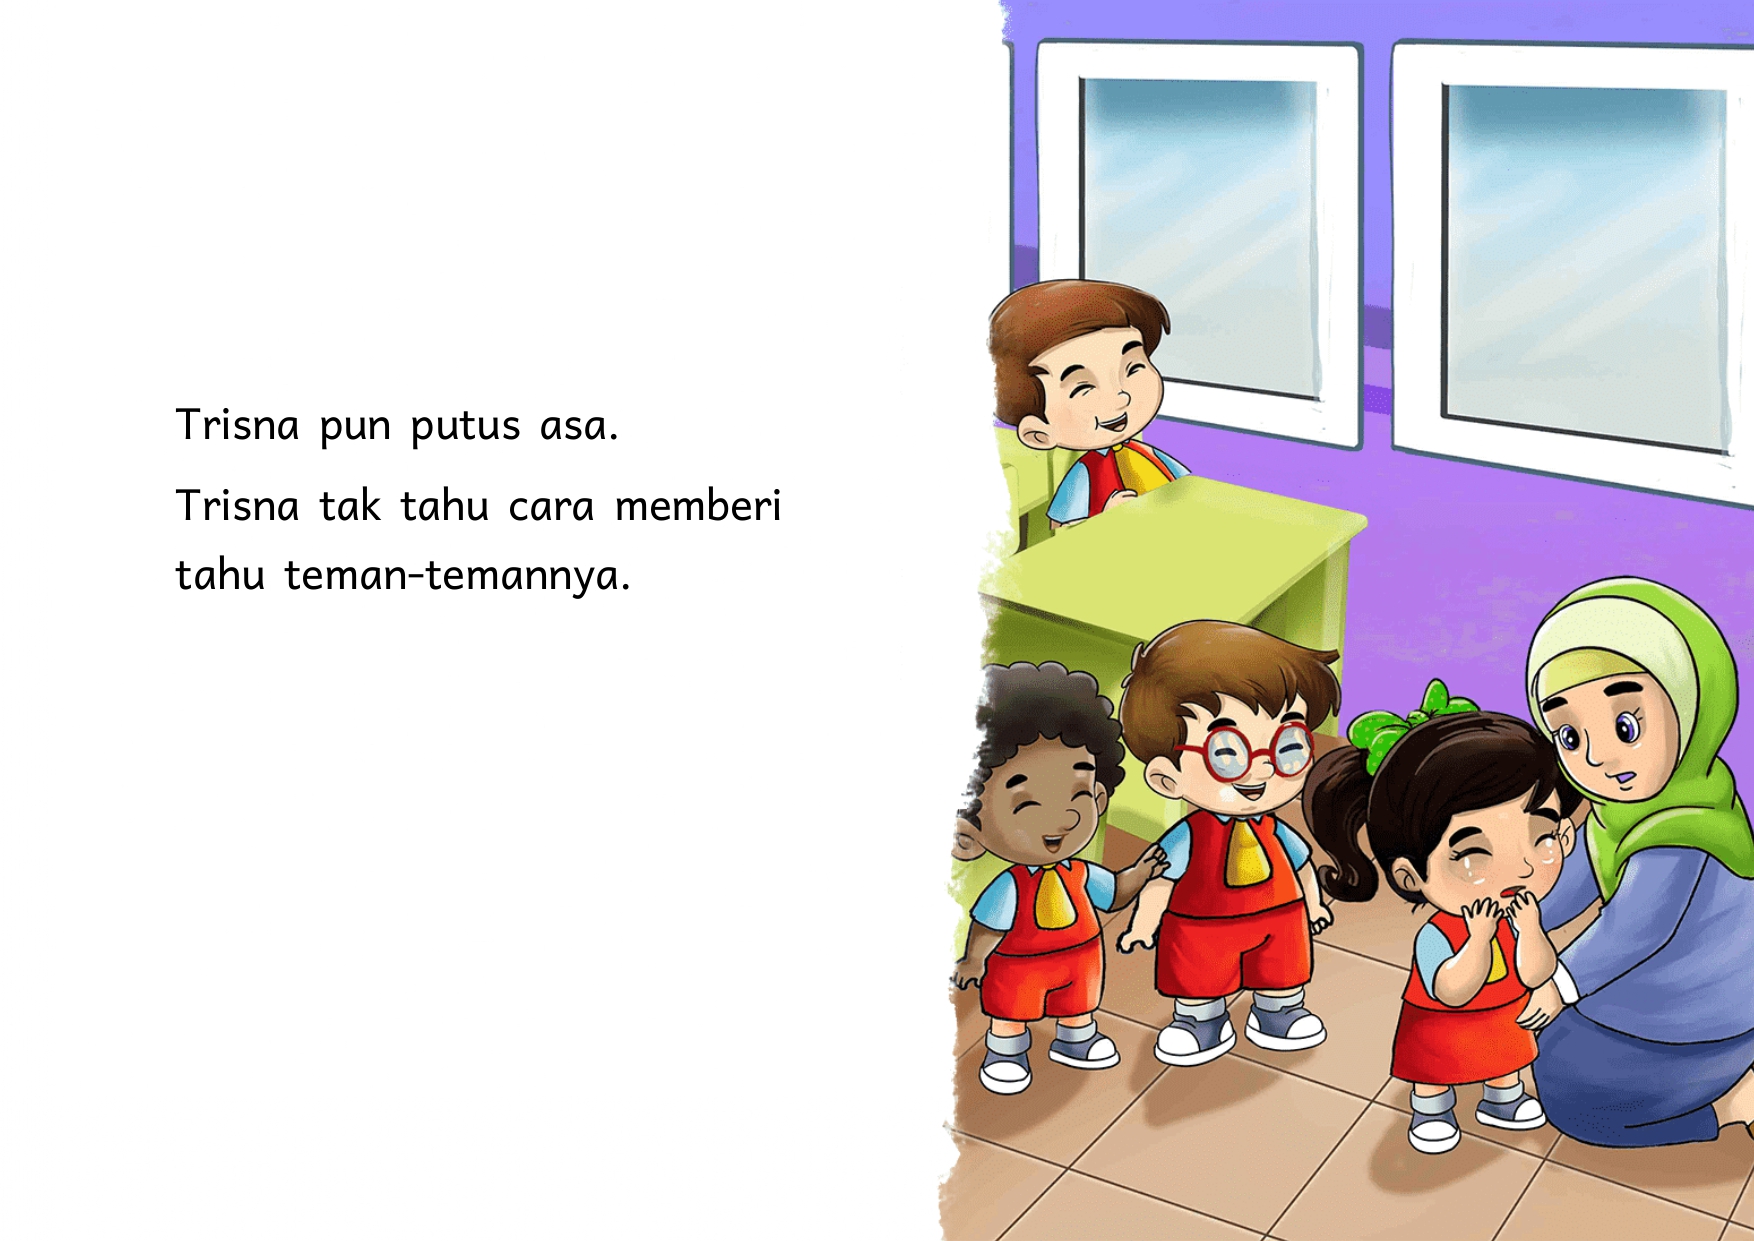 Trisna pun putus asa.
Trisna tak tahu cara memberi
tahu teman-temannya.